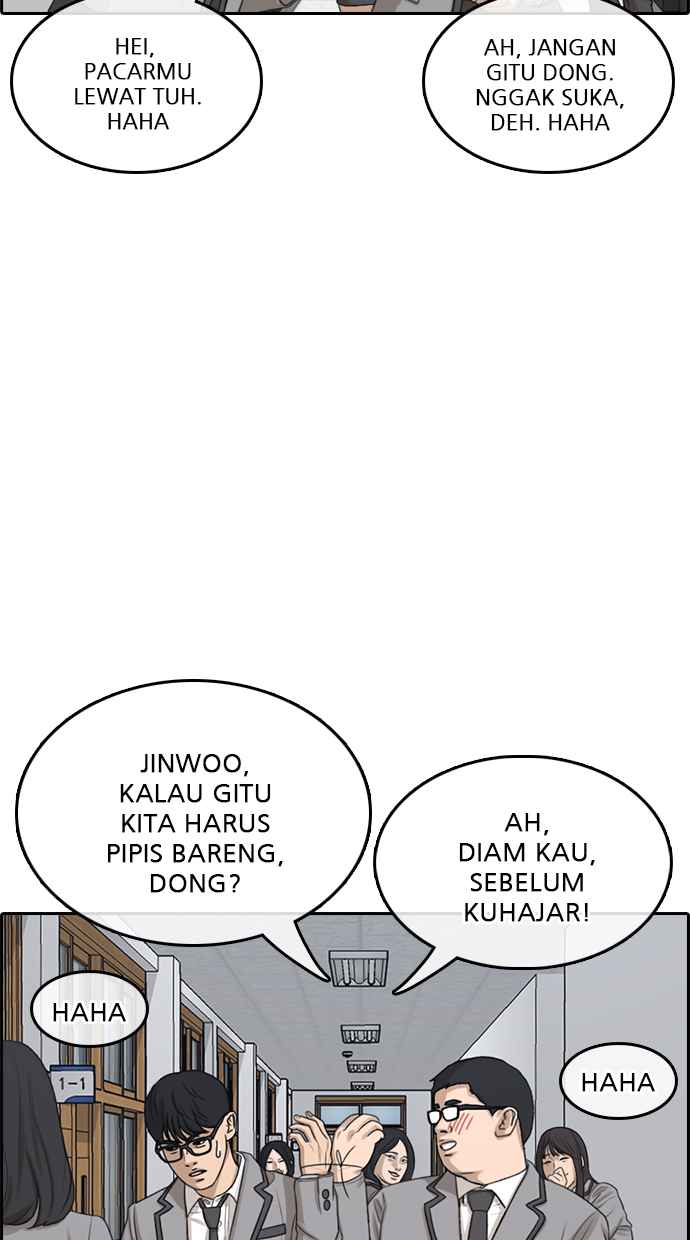 HEI,
PACARMU
LEWAT TUH.
HAHA
AH, JANGAN
GITU DONG.
NGGAK SUKA,
DEH. HAHA
JINWOO,
KALAU GITU
KITA HARUS
PIPIS BARENG,
DONG?
AH,
DIAM KAU,
SEBELUM
KUHAJAR!
HAHA
HAHA
1-1